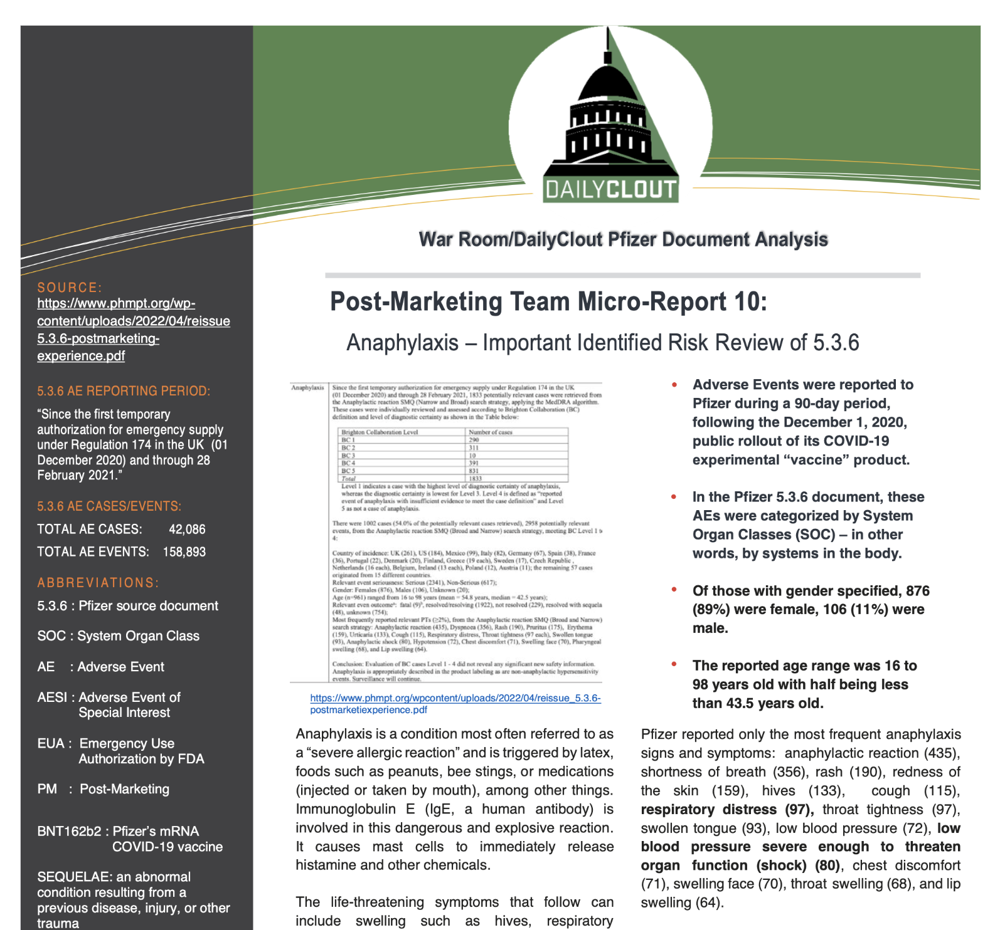 DAILYCLOUT
War Room/DailyClout Pfizer Document Analysis
SOURCE:
https://www.phmpt.org/wp-
content/uploads/2022/04/reissue
5.3.6-postmarketing-
experience.pdf
5.3.6 AE REPORTING PERIOD:
“Since the first temporary
authorization for emergency supply
under Regulation 174 in the UK (01
December 2020) and through 28
February 2021.”
5.3.6 AE CASES/EVENTS:
TOTAL AE CASES: 42,086
TOTAL AE EVENTS: 158,893
ABBREVIATIONS:
5.3.6 : Pfizer source document
SOC : System Organ Class
AE : Adverse Event
AESI : Adverse Event of
Special Interest
EUA : Emergency Use
Authorization by FDA
PM : Post-Marketing
BNT162b2 : Pfizer’s mRNA
COVID-19 vaccine
SEQUELAE: an abnormal
condition resulting from a
previous disease, injury, or other
trauma
Post-Marketing Team Micro-Report 10:
Anaphylaxis – Important Identified Risk Review of 5.3.6
Anaphylaxis
Since the first temporary authorization for emergency supply under Regulation 174 in the UK
(01 December 2020) and through 28 February 2021, 1833 potentially relevant cases were retrieved from
the Anaphylactic reaction SMQ (Narrow and Broad) search strategy, applying the MedDRA algorithm.
These cases were individually reviewed and assessed according to Brighton Collaboration (BC)
definition and level of diagnostic certainty as shown in the Table below:
Brighton Collaboration Level Number of cases
BC 1 290
BC 2 311
BC 3 10
BC 4 391
BC 5 831
Total 1833
Level 1 indicates a case with the highest level of diagnostic certainty of anaphylaxis,
whereas the diagnostic certainty is lowest for Level 3. Level 4 is defined as “reported
event of anaphylaxis with insufficient evidence to meet the case definition” and Level
5 as not a case of anaphylaxis.
There were 1002 cases (54.0% of the potentially relevant cases retrieved), 2958 potentially relevant
events, from the Anaphylactic reaction SMQ (Broad and Narrow) search strategy, meeting BC Level 1 to
4:
Country of incidence: UK (261), US (184), Mexico (99), Italy (82), Germany (67), Spain (38), France
(36), Portugal (22), Denmark (20), Finland, Greece (19 each), Sweden (17), Czech Republic ,
Netherlands (16 each), Belgium, Ireland (13 each), Poland (12), Austria (11); the remaining 57 cases
originated from 15 different countries.
Relevant event seriousness: Serious (2341), Non-Serious (617);
Gender: Females (876), Males (106), Unknown (20);
Age (n=961) ranged from 16 to 98 years (mean = 54.8 years, median = 42.5 years);
Relevant even outcomeª: fatal (9)ᵇ, resolved/resolving (1922), not resolved (229), resolved with sequela
(48), unknown (754);
Most frequently reported relevant PTs (≥2%), from the Anaphylactic reaction SMQ (Broad and Narrow)
search strategy: Anaphylactic reaction (435), Dyspnoea (356), Rash (190), Pruritus (175), Erythema
(159), Urticaria (133), Cough (115), Respiratory distress, Throat tightness (97 each), Swollen tongue
(93), Anaphylactic shock (80), Hypotension (72), Chest discomfort (71), Swelling face (70), Pharyngeal
swelling (68), and Lip swelling (64).
Conclusion: Evaluation of BC cases Level 1 - 4 did not reveal any significant new safety information.
Anaphylaxis is appropriately described in the product labeling as are non-anaphylactic hypersensitivity
events. Surveillance will continue.
https://www.phmpt.org/wpcontent/uploads/2022/04/reissue_5.3.6-
postmarketiexperience.pdf
Anaphylaxis is a condition most often referred to as
a “severe allergic reaction” and is triggered by latex,
foods such as peanuts, bee stings, or medications
(injected or taken by mouth), among other things.
Immunoglobulin E (IgE, a human antibody) is
involved in this dangerous and explosive reaction.
It causes mast cells to immediately release
histamine and other chemicals.
The life-threatening symptoms that follow can
include swelling such as hives, respiratory
• Adverse Events were reported to
Pfizer during a 90-day period,
following the December 1, 2020,
public rollout of its COVID-19
experimental “vaccine” product.
• In the Pfizer 5.3.6 document, these
AEs were categorized by System
Organ Classes (SOC) – in other
words, by systems in the body.
• Of those with gender specified, 876
(89%) were female, 106 (11%) were
male.
• The reported age range was 16 to
98 years old with half being less
than 43.5 years old.
Pfizer reported only the most frequent anaphylaxis
signs and symptoms: anaphylactic reaction (435),
shortness of breath (356), rash (190), redness of
the skin (159), hives (133), cough (115),
respiratory distress (97), throat tightness (97),
swollen tongue (93), low blood pressure (72), low
blood pressure severe enough to threaten
organ function (shock) (80), chest discomfort
(71), swelling face (70), throat swelling (68), and lip
swelling (64).